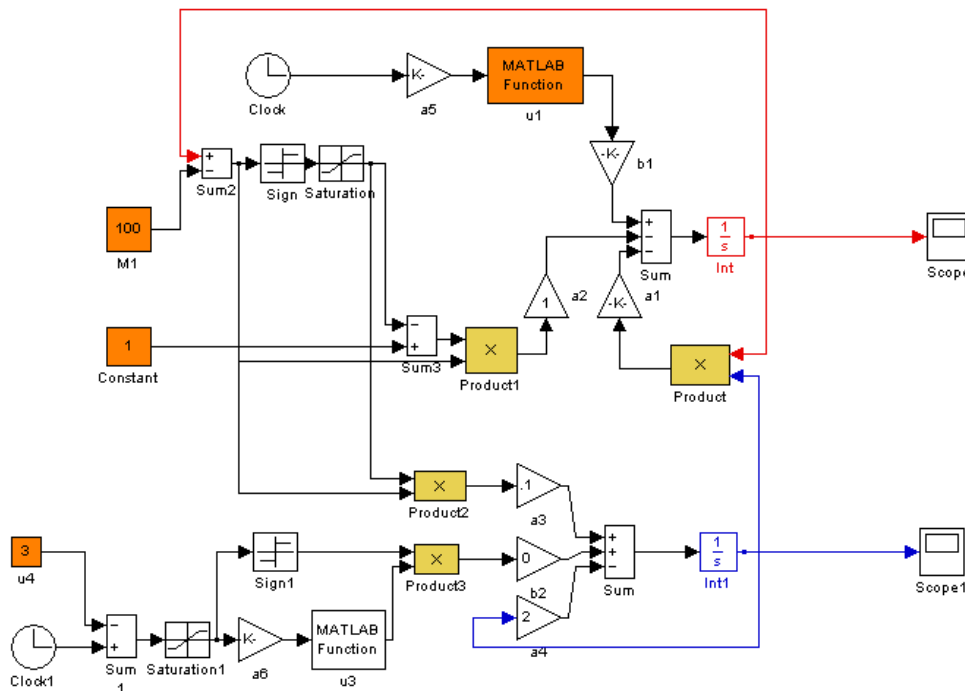 Clock
K-
a5
MATLAB
Function
u1
-K-
b1
+
−
Sum2
Sign
Saturation
100
M1
+
−
−
Sum
1
s
Int
Scope
1
a2
-K-
a1
1
Constant
−
+
Sum3
×
Product1
×
Product
×
Product2
.1
a3
3
u4
Sign1
×
Product3
0
b2
+
+
−
Sum
1
s
Int1
Scope1
Clock1
−
+
Sum
1
Saturation1
K-
a6
MATLAB
Function
u3
2
a4